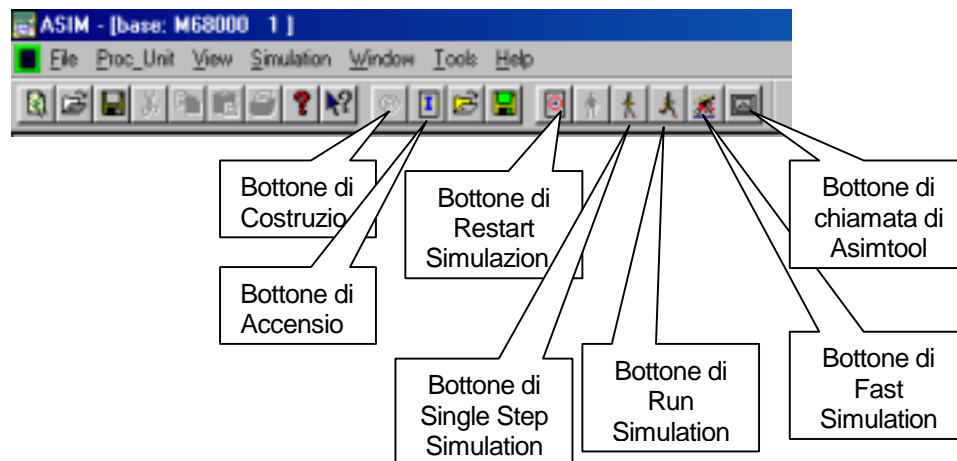 ASIM - [base: M68000 1 ]
File Proc_Unit View Simulation Window Tools Help
Bottone di
Costruzio
Bottone di
Restart
Simulazion
Bottone di
chiamata di
Asimtool
Bottone di
Accensio
Bottone di
Single Step
Simulation
Bottone di
Run
Simulation
Bottone di
Fast
Simulation